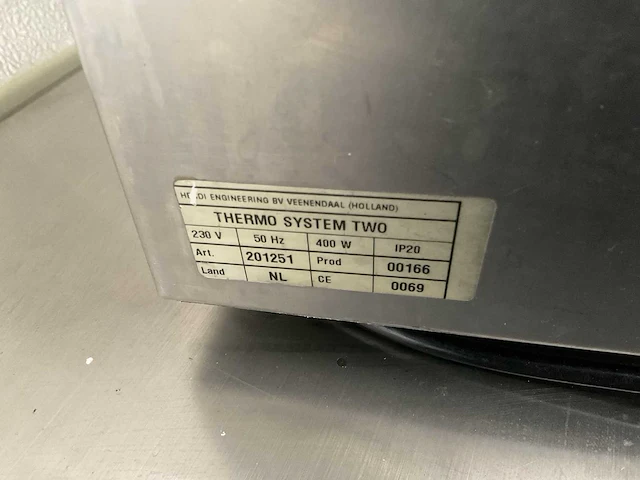 HENDI ENGINEERING BV VEENENDAAL (HOLLAND)
THERMO SYSTEM TWO
230 V 50 Hz 400 W IP20
Art. 201251 Prod 00166
Land NL CE 0069